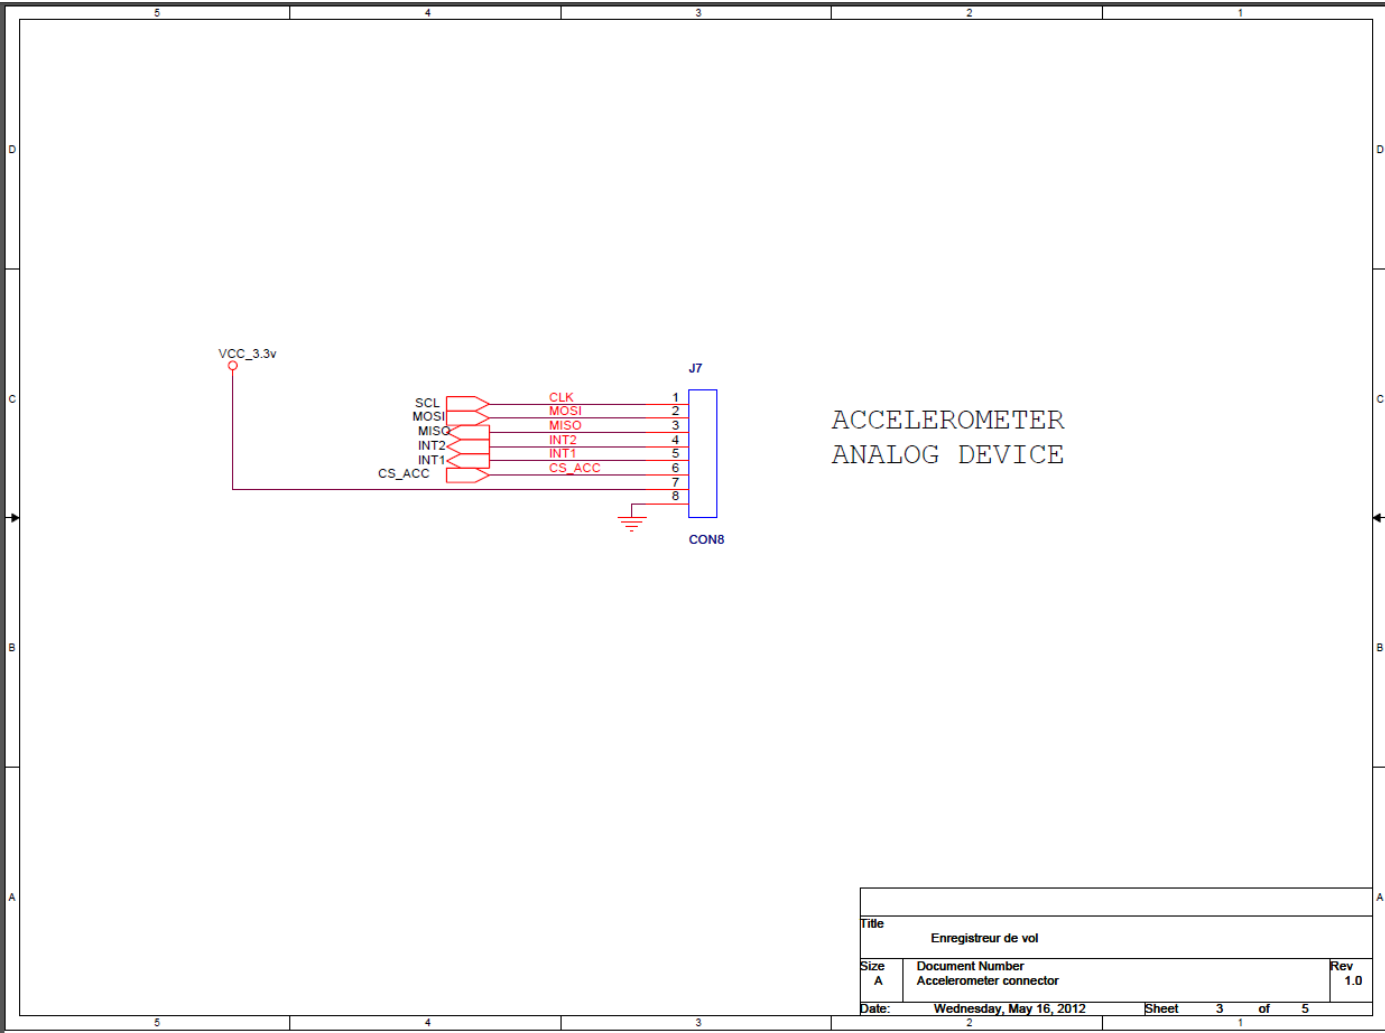 5 4 3 2 1
D D
VCC_3.3v
J7
C C
SCL CLK 1
MOSI MOSI 2
MISO MISO 3
INT2 INT2 4
INT1 INT1 5
CS_ACC CS_ACC 6
7
8
ACCELEROMETER
ANALOG DEVICE
CON8
B B
A A
Title
Enregistreur de vol
Size Document Number Rev
A Accelerometer connector 1.0
Date: Wednesday, May 16, 2012 Sheet 3 of 5
5 4 3 2 1